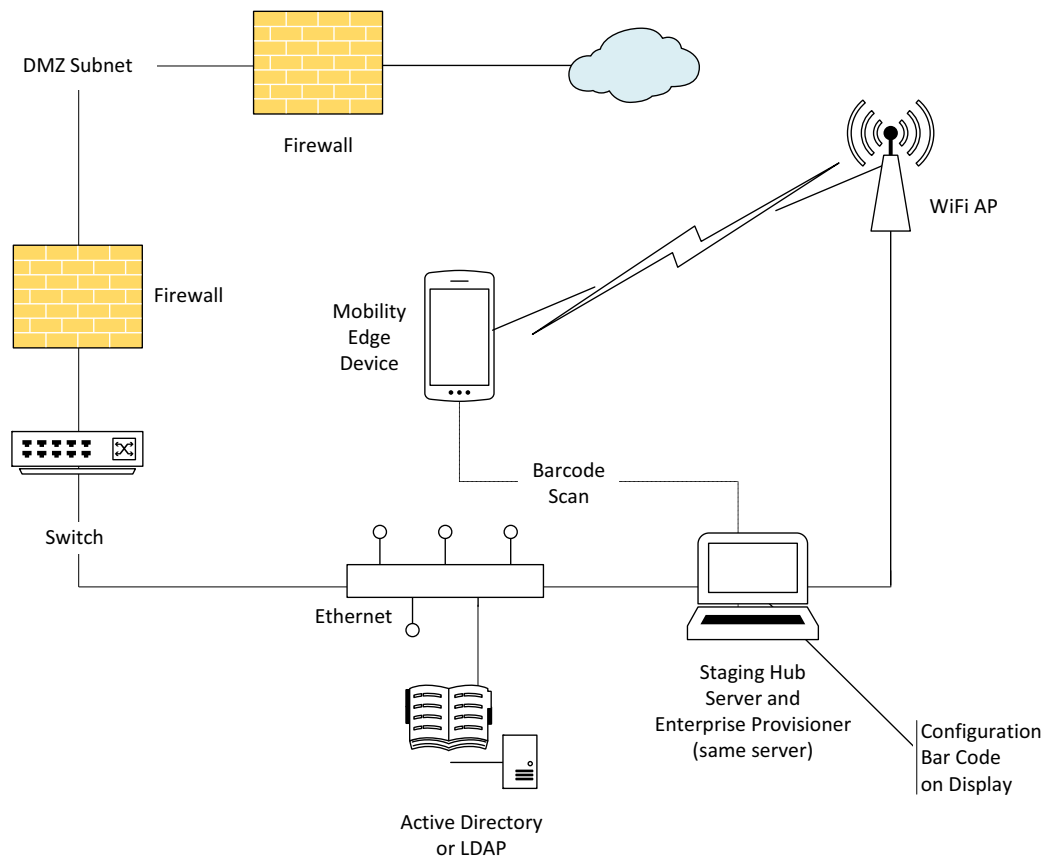 DMZ Subnet
Firewall
WiFi AP
Firewall
Mobility
Edge
Device
Barcode
Scan
Switch
Ethernet
Staging Hub
Server and
Enterprise Provisioner
(same server)
Configuration
Bar Code
on Display
Active Directory
or LDAP